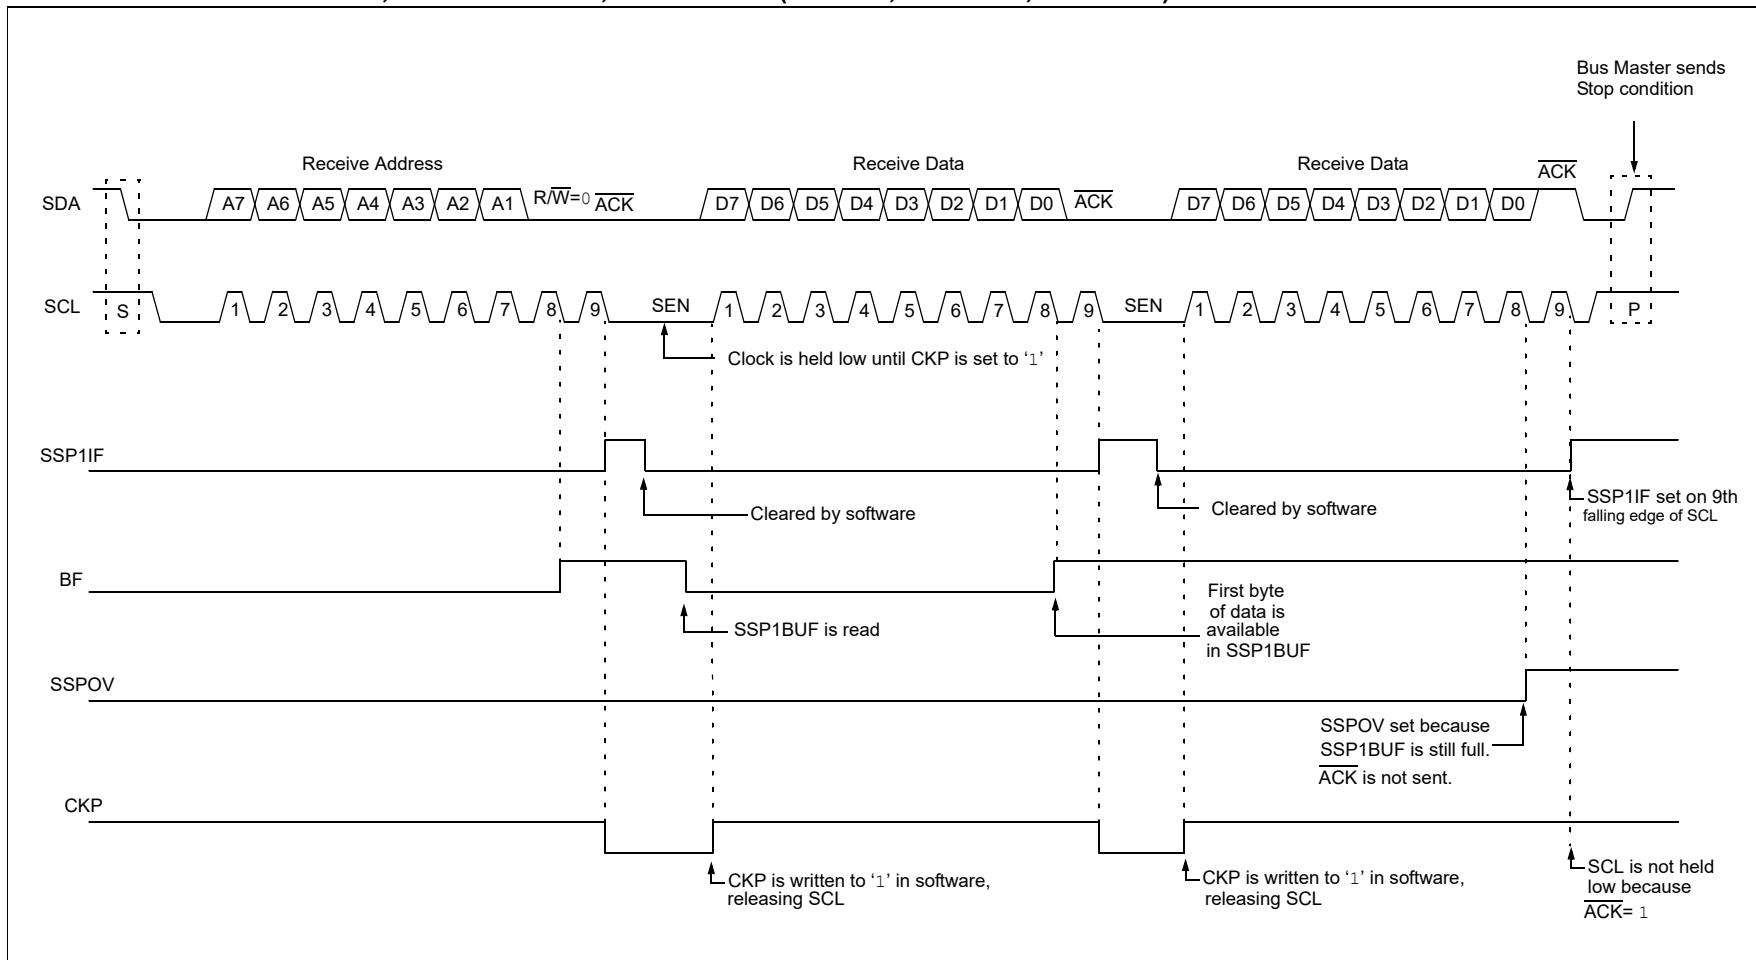 Bus Master sends
Stop condition
Receive Address
Receive Data
Receive Data
ACK
SDA
A7 A6 A5 A4 A3 A2 A1 R/W=0 ACK
D7 D6 D5 D4 D3 D2 D1 D0 ACK
D7 D6 D5 D4 D3 D2 D1 D0
SCL
S
1 2 3 4 5 6 7 8 9 SEN
1 2 3 4 5 6 7 8 9 SEN
1 2 3 4 5 6 7 8 9
P
Clock is held low until CKP is set to ‘1’
SSP1IF
Cleared by software
Cleared by software
SSP1IF set on 9th
falling edge of SCL
BF
SSP1BUF is read
First byte
of data is
available
in SSP1BUF
SSPOV
SSPOV set because
SSP1BUF is still full.
ACK is not sent.
CKP
CKP is written to ‘1’ in software,
releasing SCL
CKP is written to ‘1’ in software,
releasing SCL
SCL is not held
low because
ACK= 1